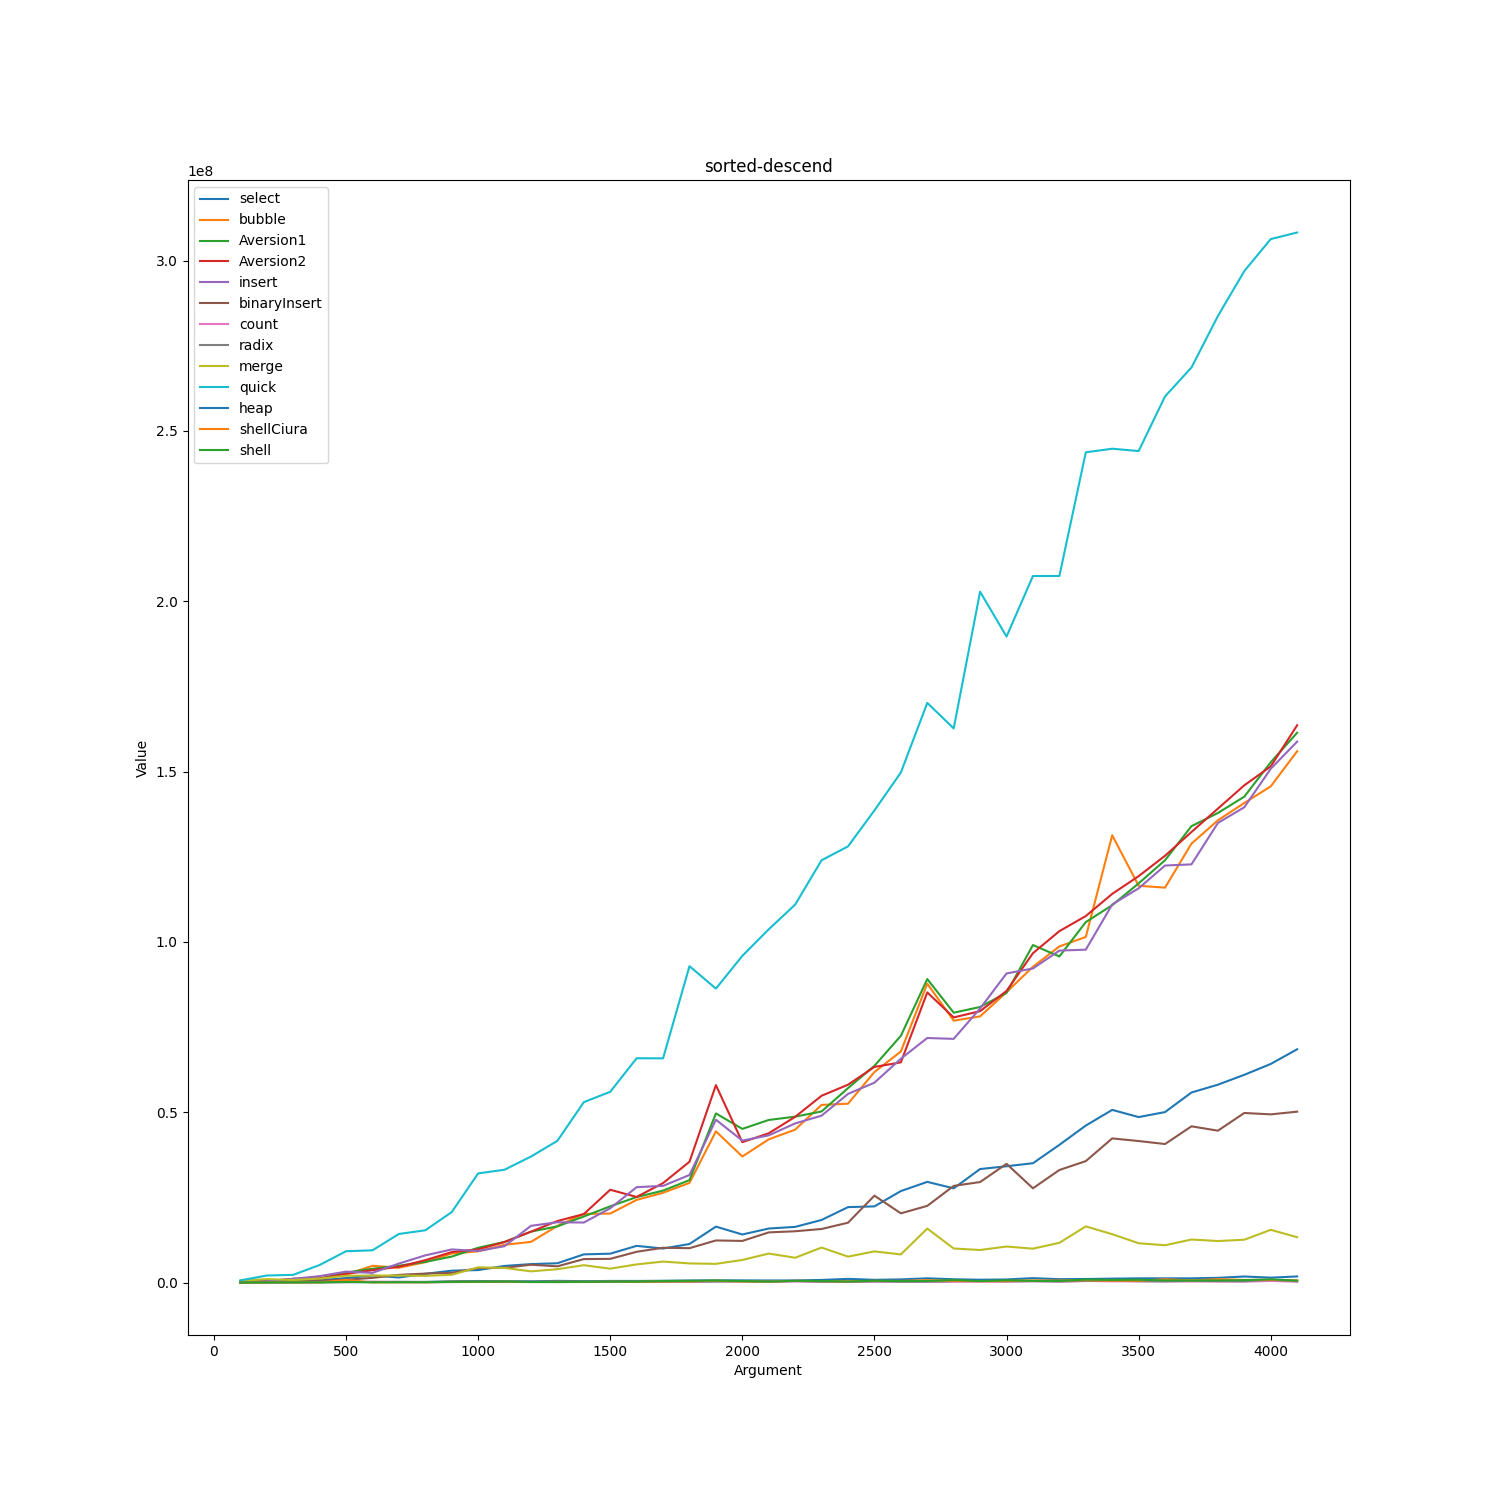 sorted-descend
1e8
select
bubble
Aversion1
Aversion2
insert
binaryInsert
count
radix
merge
quick
heap
shellCiura
shell
3.0
2.5
2.0
1.5
1.0
0.5
0.0
Value
0 500 1000 1500 2000 2500 3000 3500 4000
Argument